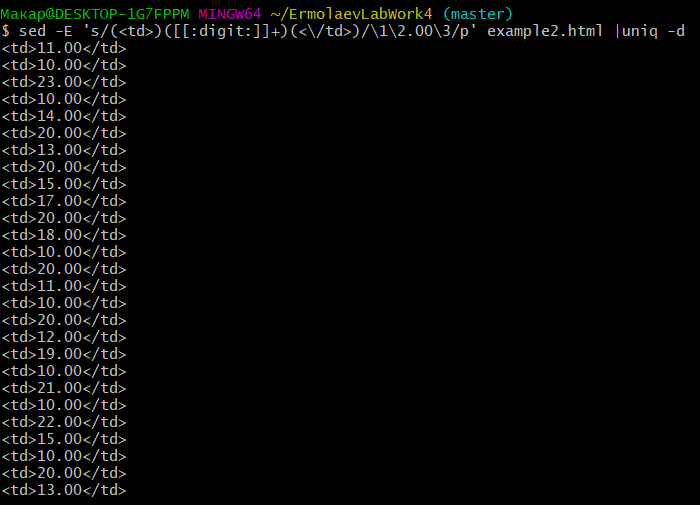 Макар@DESKTOP-1G7FPPM MINGW64 ~/ErmolaevLabWork4 (master)
$ sed -E 's/(<td>)([[:digit:]]+)(<\/td>)/\1\2.00\3/p' example2.html |uniq -d
<td>11.00</td>
<td>10.00</td>
<td>23.00</td>
<td>10.00</td>
<td>14.00</td>
<td>20.00</td>
<td>13.00</td>
<td>20.00</td>
<td>15.00</td>
<td>17.00</td>
<td>20.00</td>
<td>18.00</td>
<td>10.00</td>
<td>20.00</td>
<td>11.00</td>
<td>10.00</td>
<td>20.00</td>
<td>12.00</td>
<td>19.00</td>
<td>10.00</td>
<td>21.00</td>
<td>10.00</td>
<td>22.00</td>
<td>15.00</td>
<td>10.00</td>
<td>20.00</td>
<td>13.00</td>